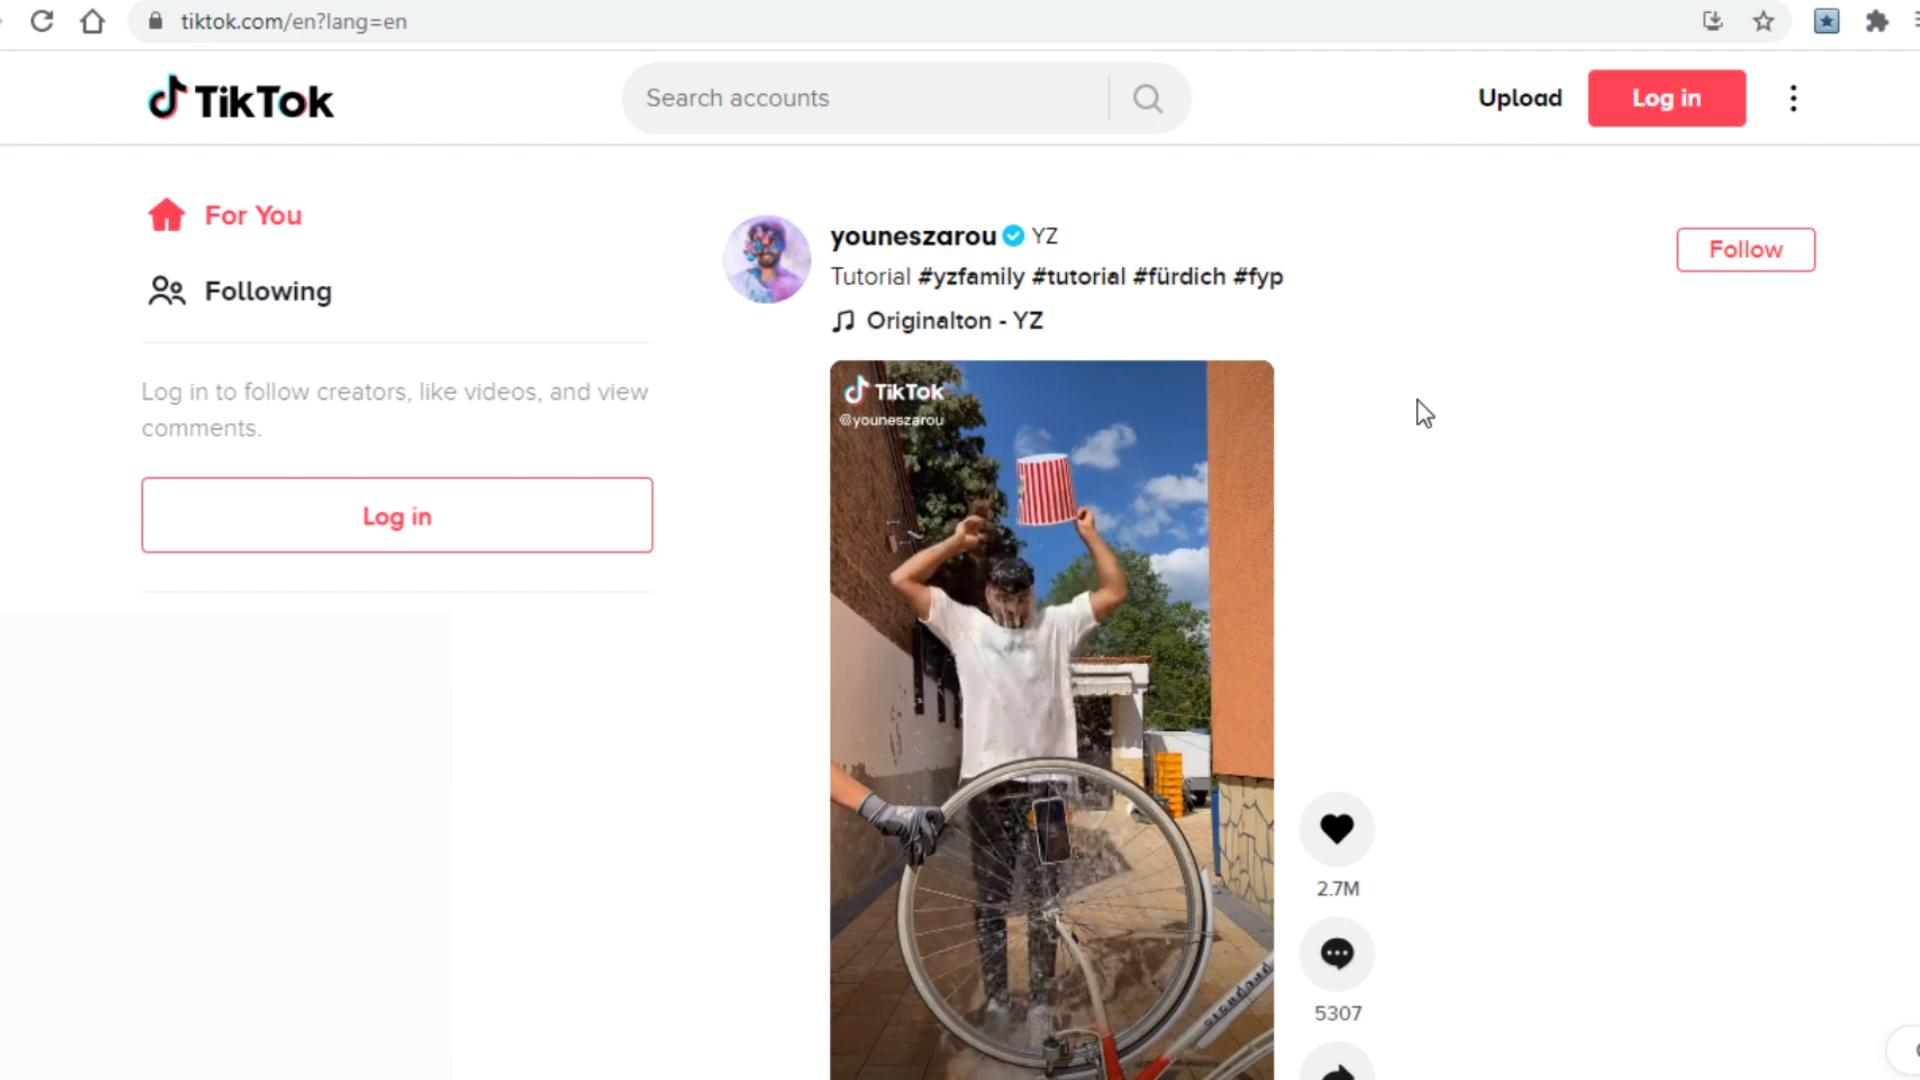 tiktok.com/en?lang=en
TikTok
Search accounts
Upload
Log in
For You
Following
Log in to follow creators, like videos, and view
comments.
Log in
youneszarou YZ
Follow
Tutorial #yzfamily #tutorial #fürdich #fyp
Originalton - YZ
TikTok
@youneszarou
standard
2.7M
5307